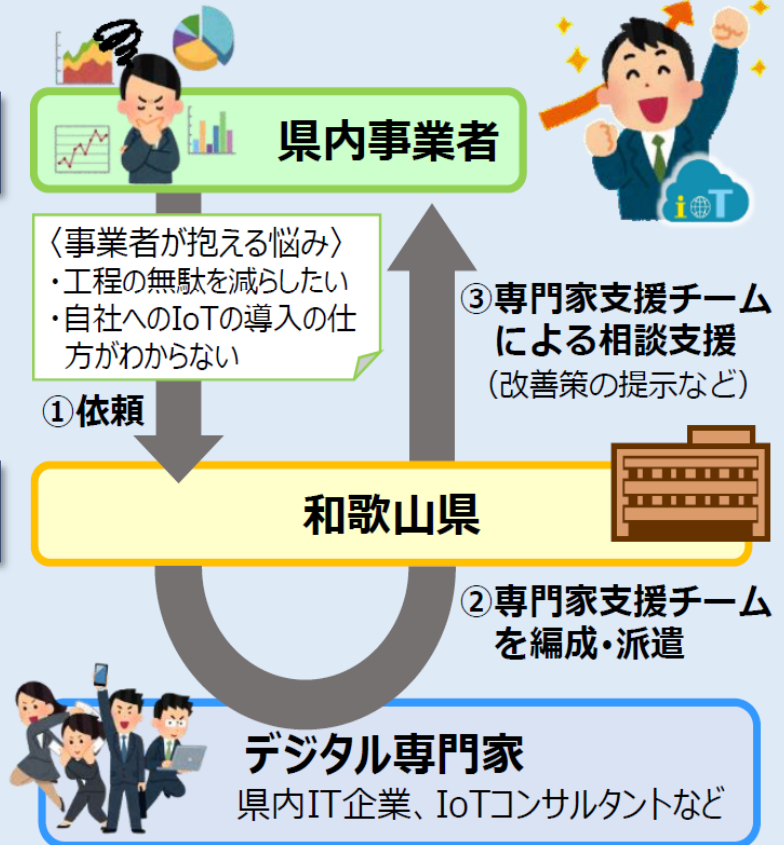 県内事業者
ioT
〈事業者が抱える悩み〉
・工程の無駄を減らしたい
・自社へのIoTの導入の仕
方がわからない
①依頼
③専門家支援チーム
による相談支援
（改善策の提示など）
和歌山県
②専門家支援チーム
を編成・派遣
デジタル専門家
県内IT企業、IoTコンサルタントなど